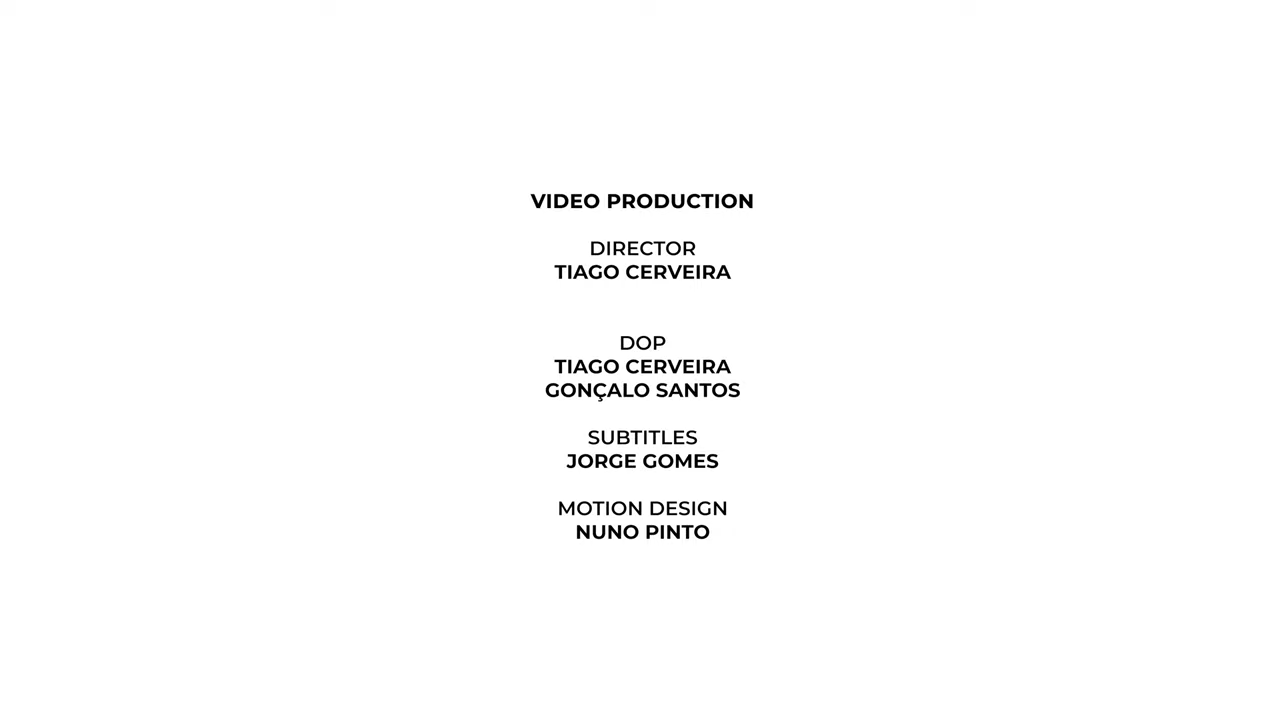 VIDEO PRODUCTION
DIRECTOR
TIAGO CERVEIRA
DOP
TIAGO CERVEIRA
GONÇALO SANTOS
SUBTITLES
JORGE GOMES
MOTION DESIGN
NUNO PINTO